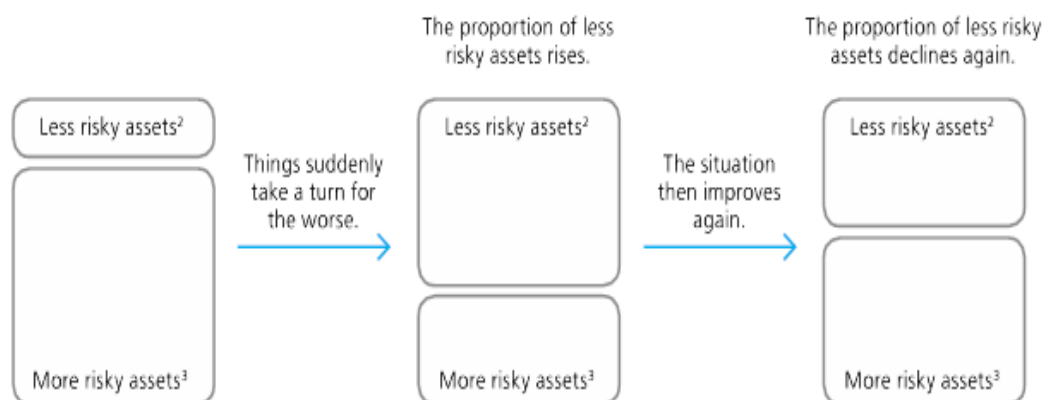 The proportion of less
risky assets rises.
The proportion of less risky
assets declines again.
Less risky assets²
More risky assets³
Things suddenly
take a turn for
the worse.
Less risky assets²
More risky assets³
The situation
then improves
again.
Less risky assets²
More risky assets³